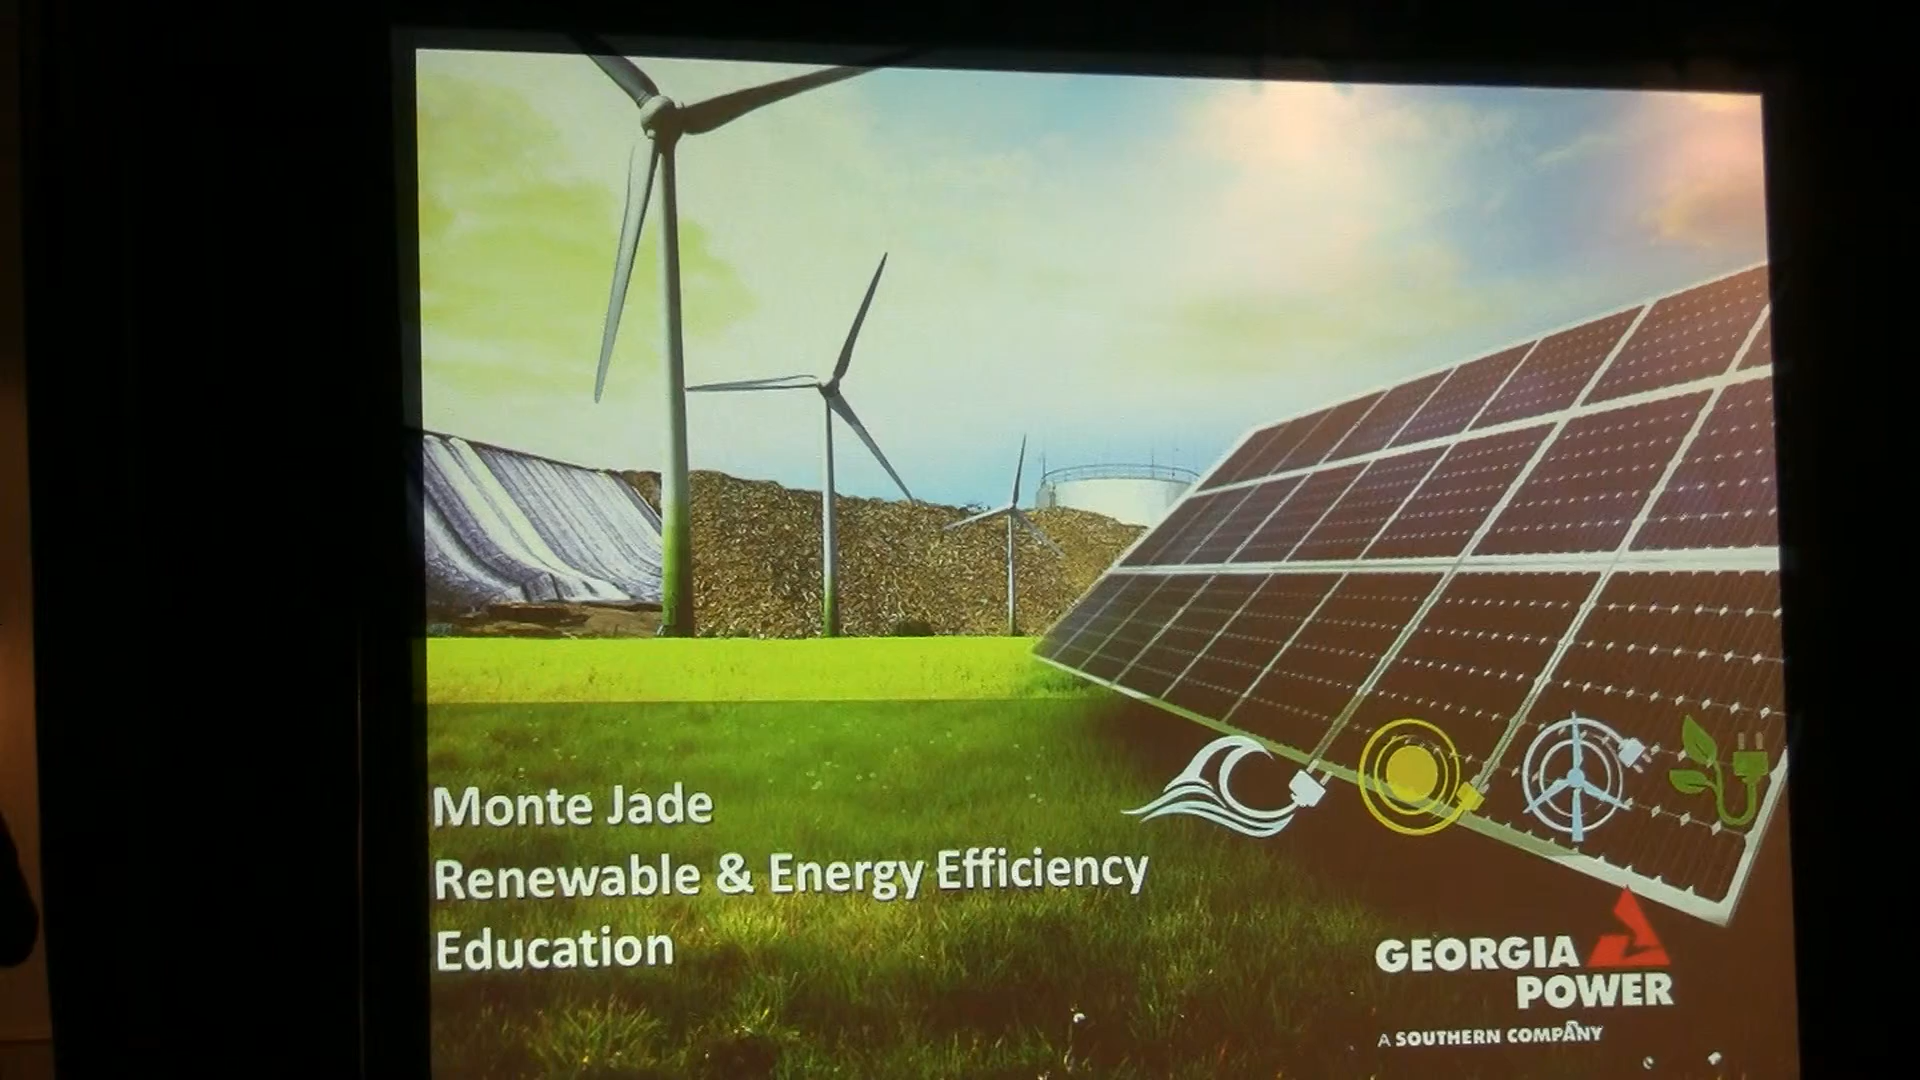 Monte Jade
Renewable & Energy Efficiency
Education
GEORGIA
POWER
A SOUTHERN COMPANY